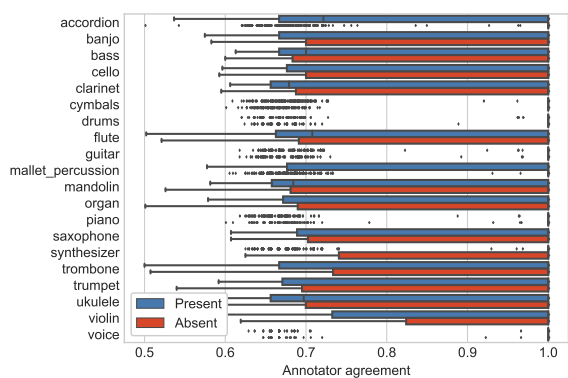 accordion
banjo
bass
cello
clarinet
cymbals
drums
flute
guitar
mallet_percussion
mandolin
organ
piano
saxophone
synthesizer
trombone
trumpet
ukulele
violin
voice
Present
Absent
0.5 0.6 0.7 0.8 0.9 1.0
Annotator agreement